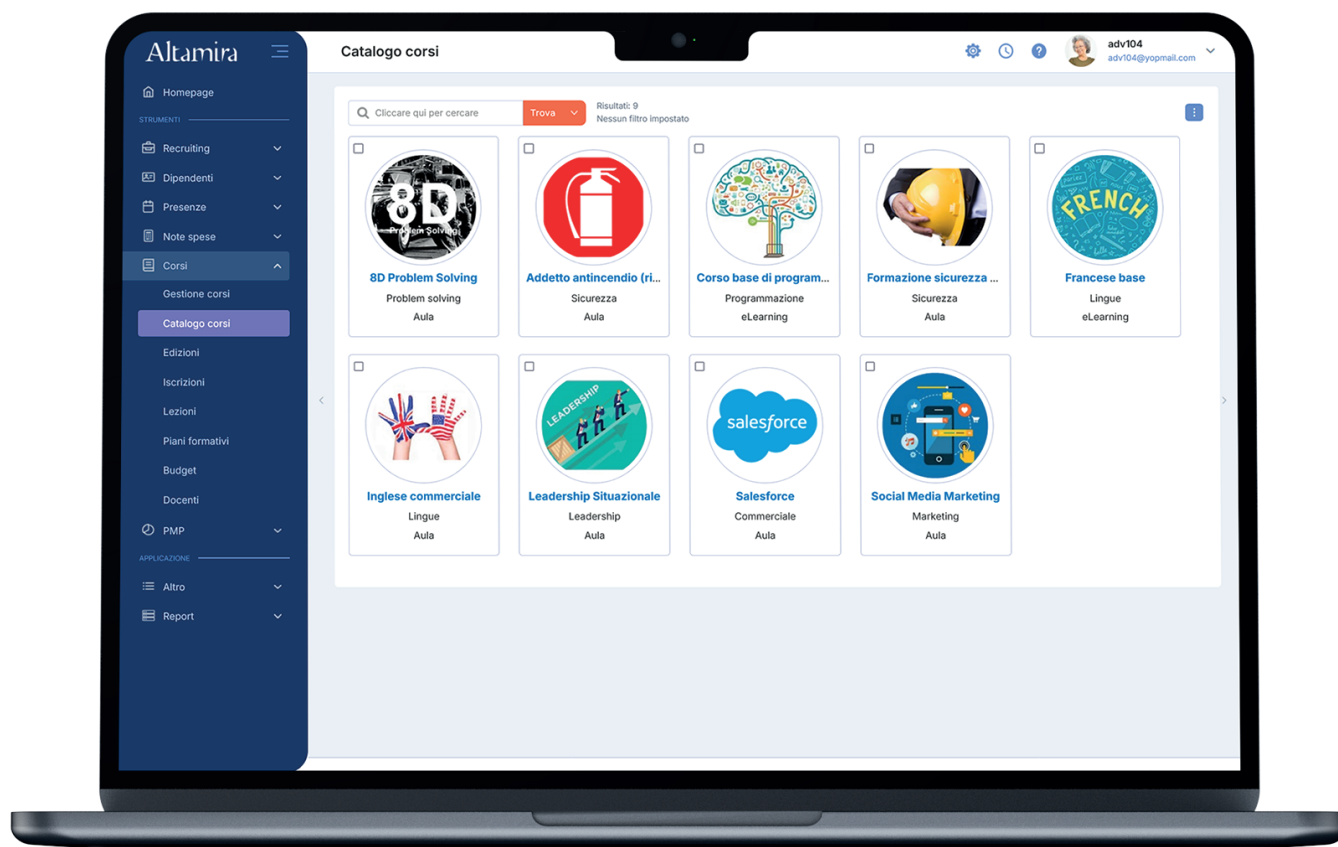 Altamira
Homepage
STRUMENTI
Recruiting
Dipendenti
Presenze
Note spese
Corsi
Gestione corsi
Catalogo corsi
Edizioni
Iscrizioni
Lezioni
Piani formativi
Budget
Docenti
PMP
APPLICAZIONE
Altro
Report
Catalogo corsi
adv104
adv104@yopmail.com
Cliccare qui per cercare
Trova
Risultati: 9
Nessun filtro impostato
8D
Problem Solving
8D Problem Solving
Problem solving
Aula
Addetto antincendio (ri...
Sicurezza
Aula
Corso base di program...
Programmazione
eLearning
Formazione sicurezza ...
Sicurezza
Aula
FRENCH
Francese base
Lingue
eLearning
Inglese commerciale
Lingue
Aula
LEADERSHIP
Leadership Situazionale
Leadership
Aula
salesforce
Salesforce
Commerciale
Aula
Social Media Marketing
Marketing
Aula